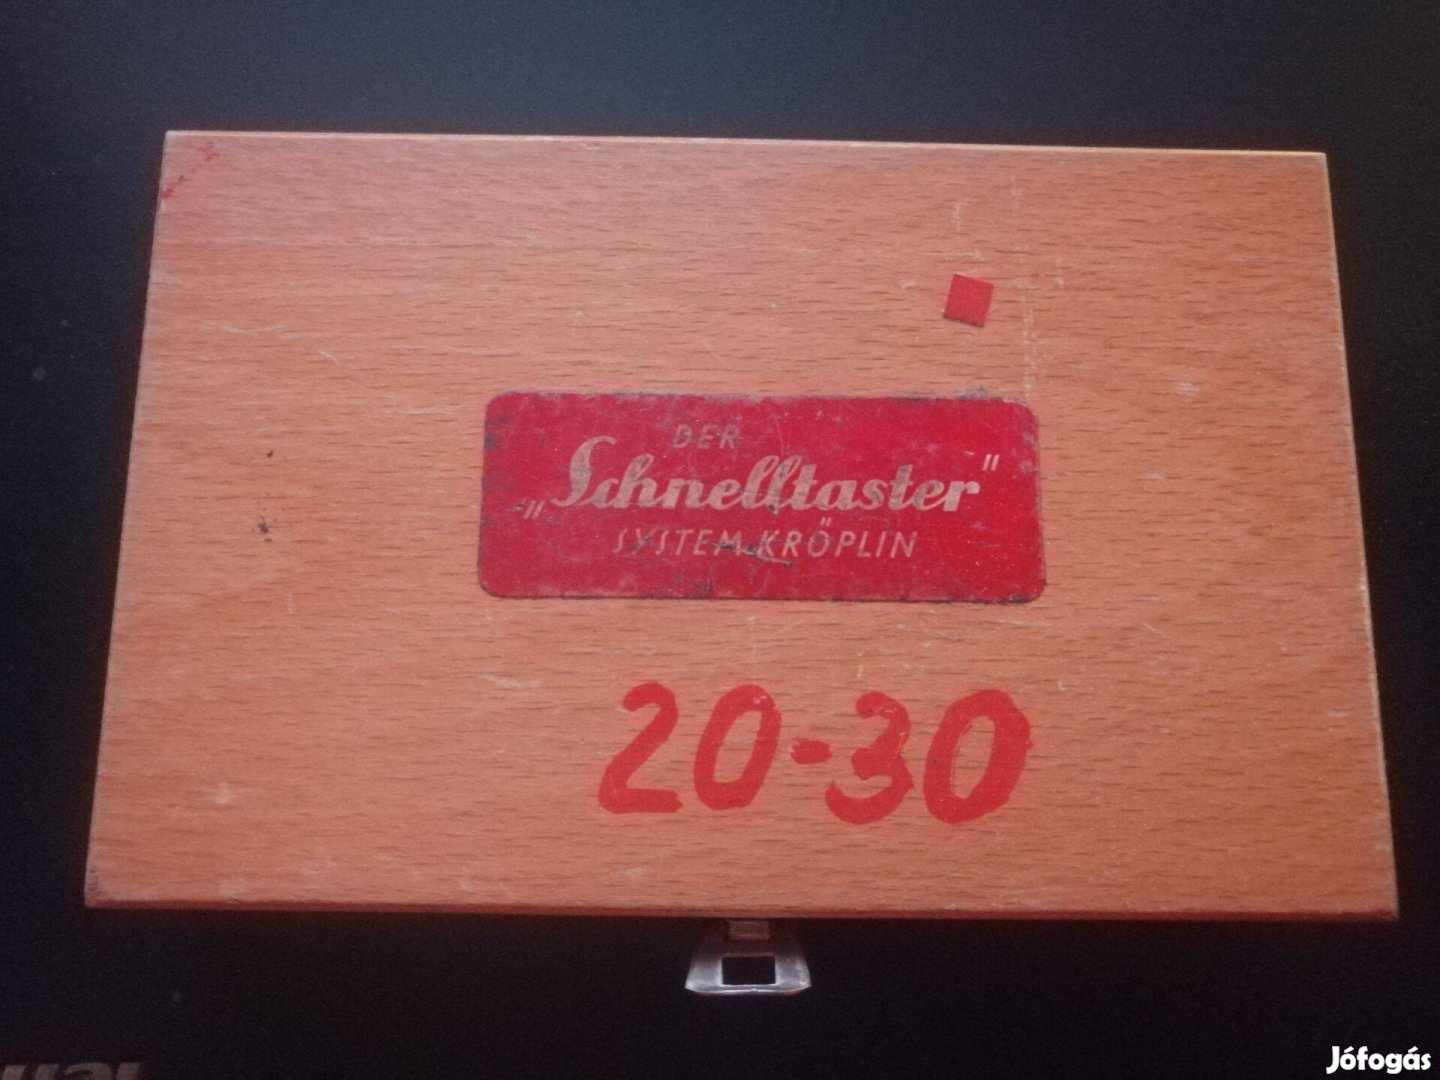 DER
„Schnelltaster"
SYSTEM KRÖPLIN
20-30
Jófogás